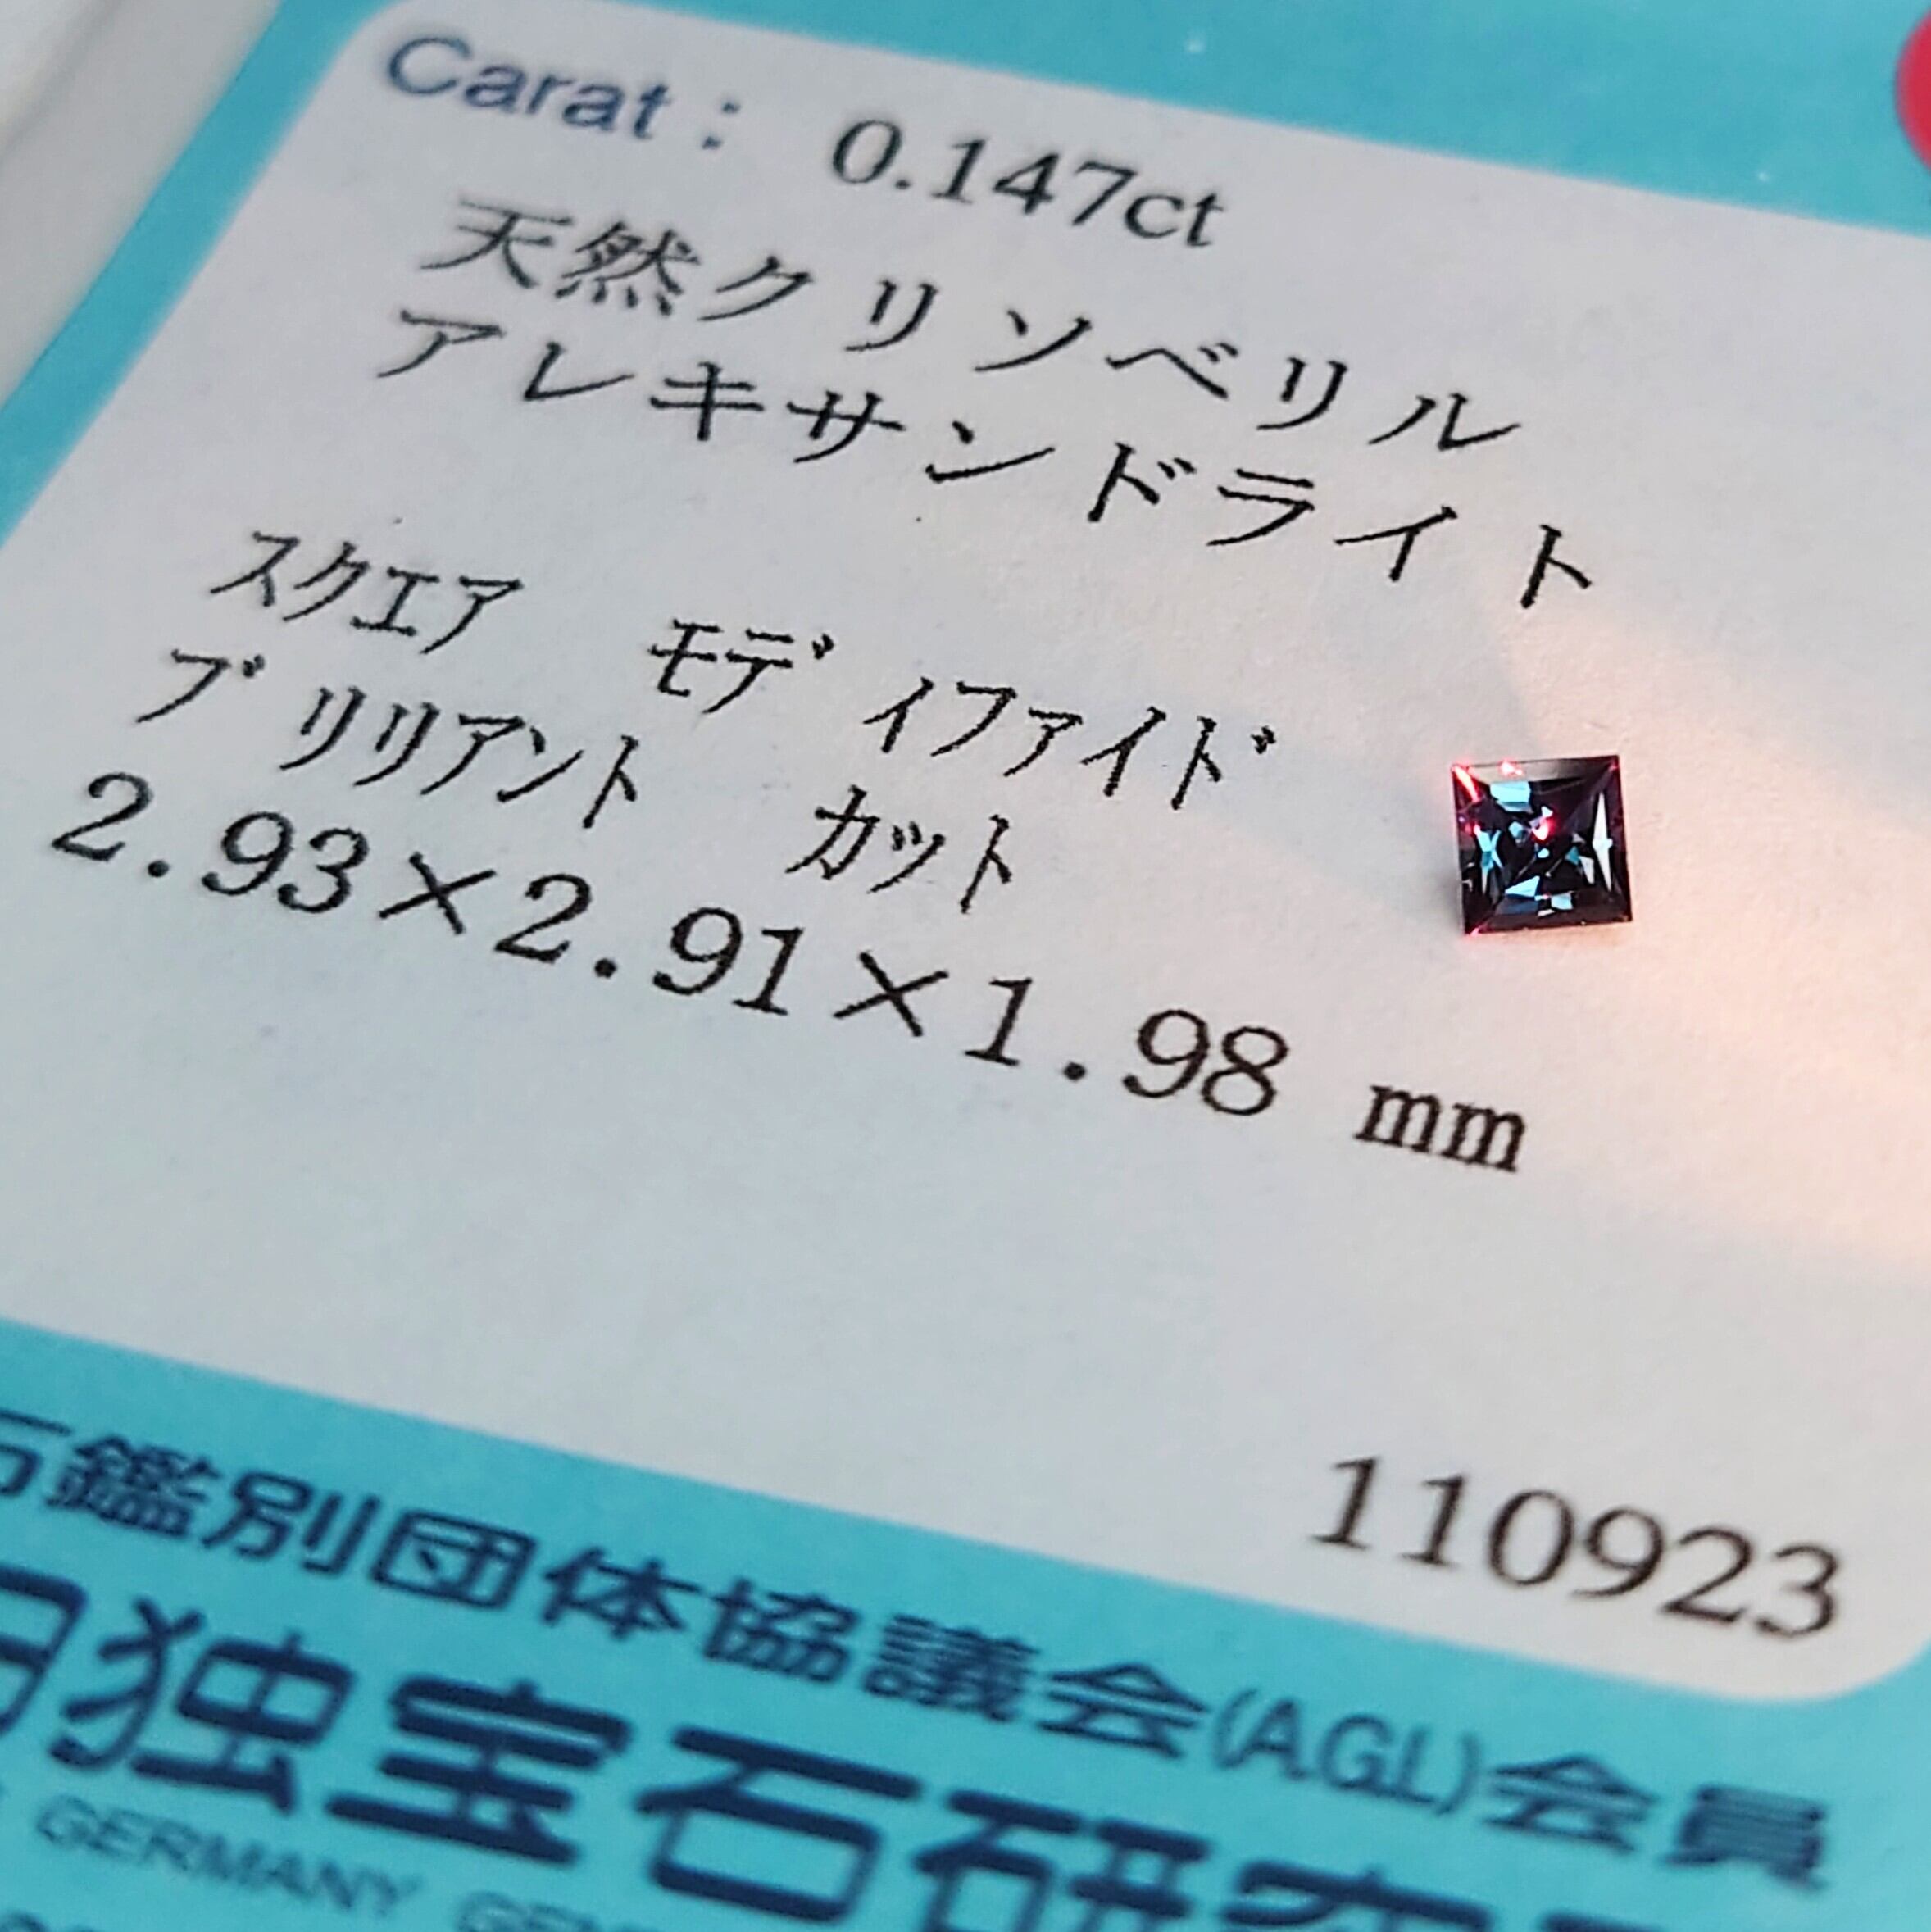 Carat : 0.147ct
天然クリソベリル
アレキサンドライト
スクエア モディファイド
ブリリアント カット
2.93×2.91×1.98 mm
110923
石鑑別団体協議会(A.G.L)会員
日独宝石研究
GERMANY